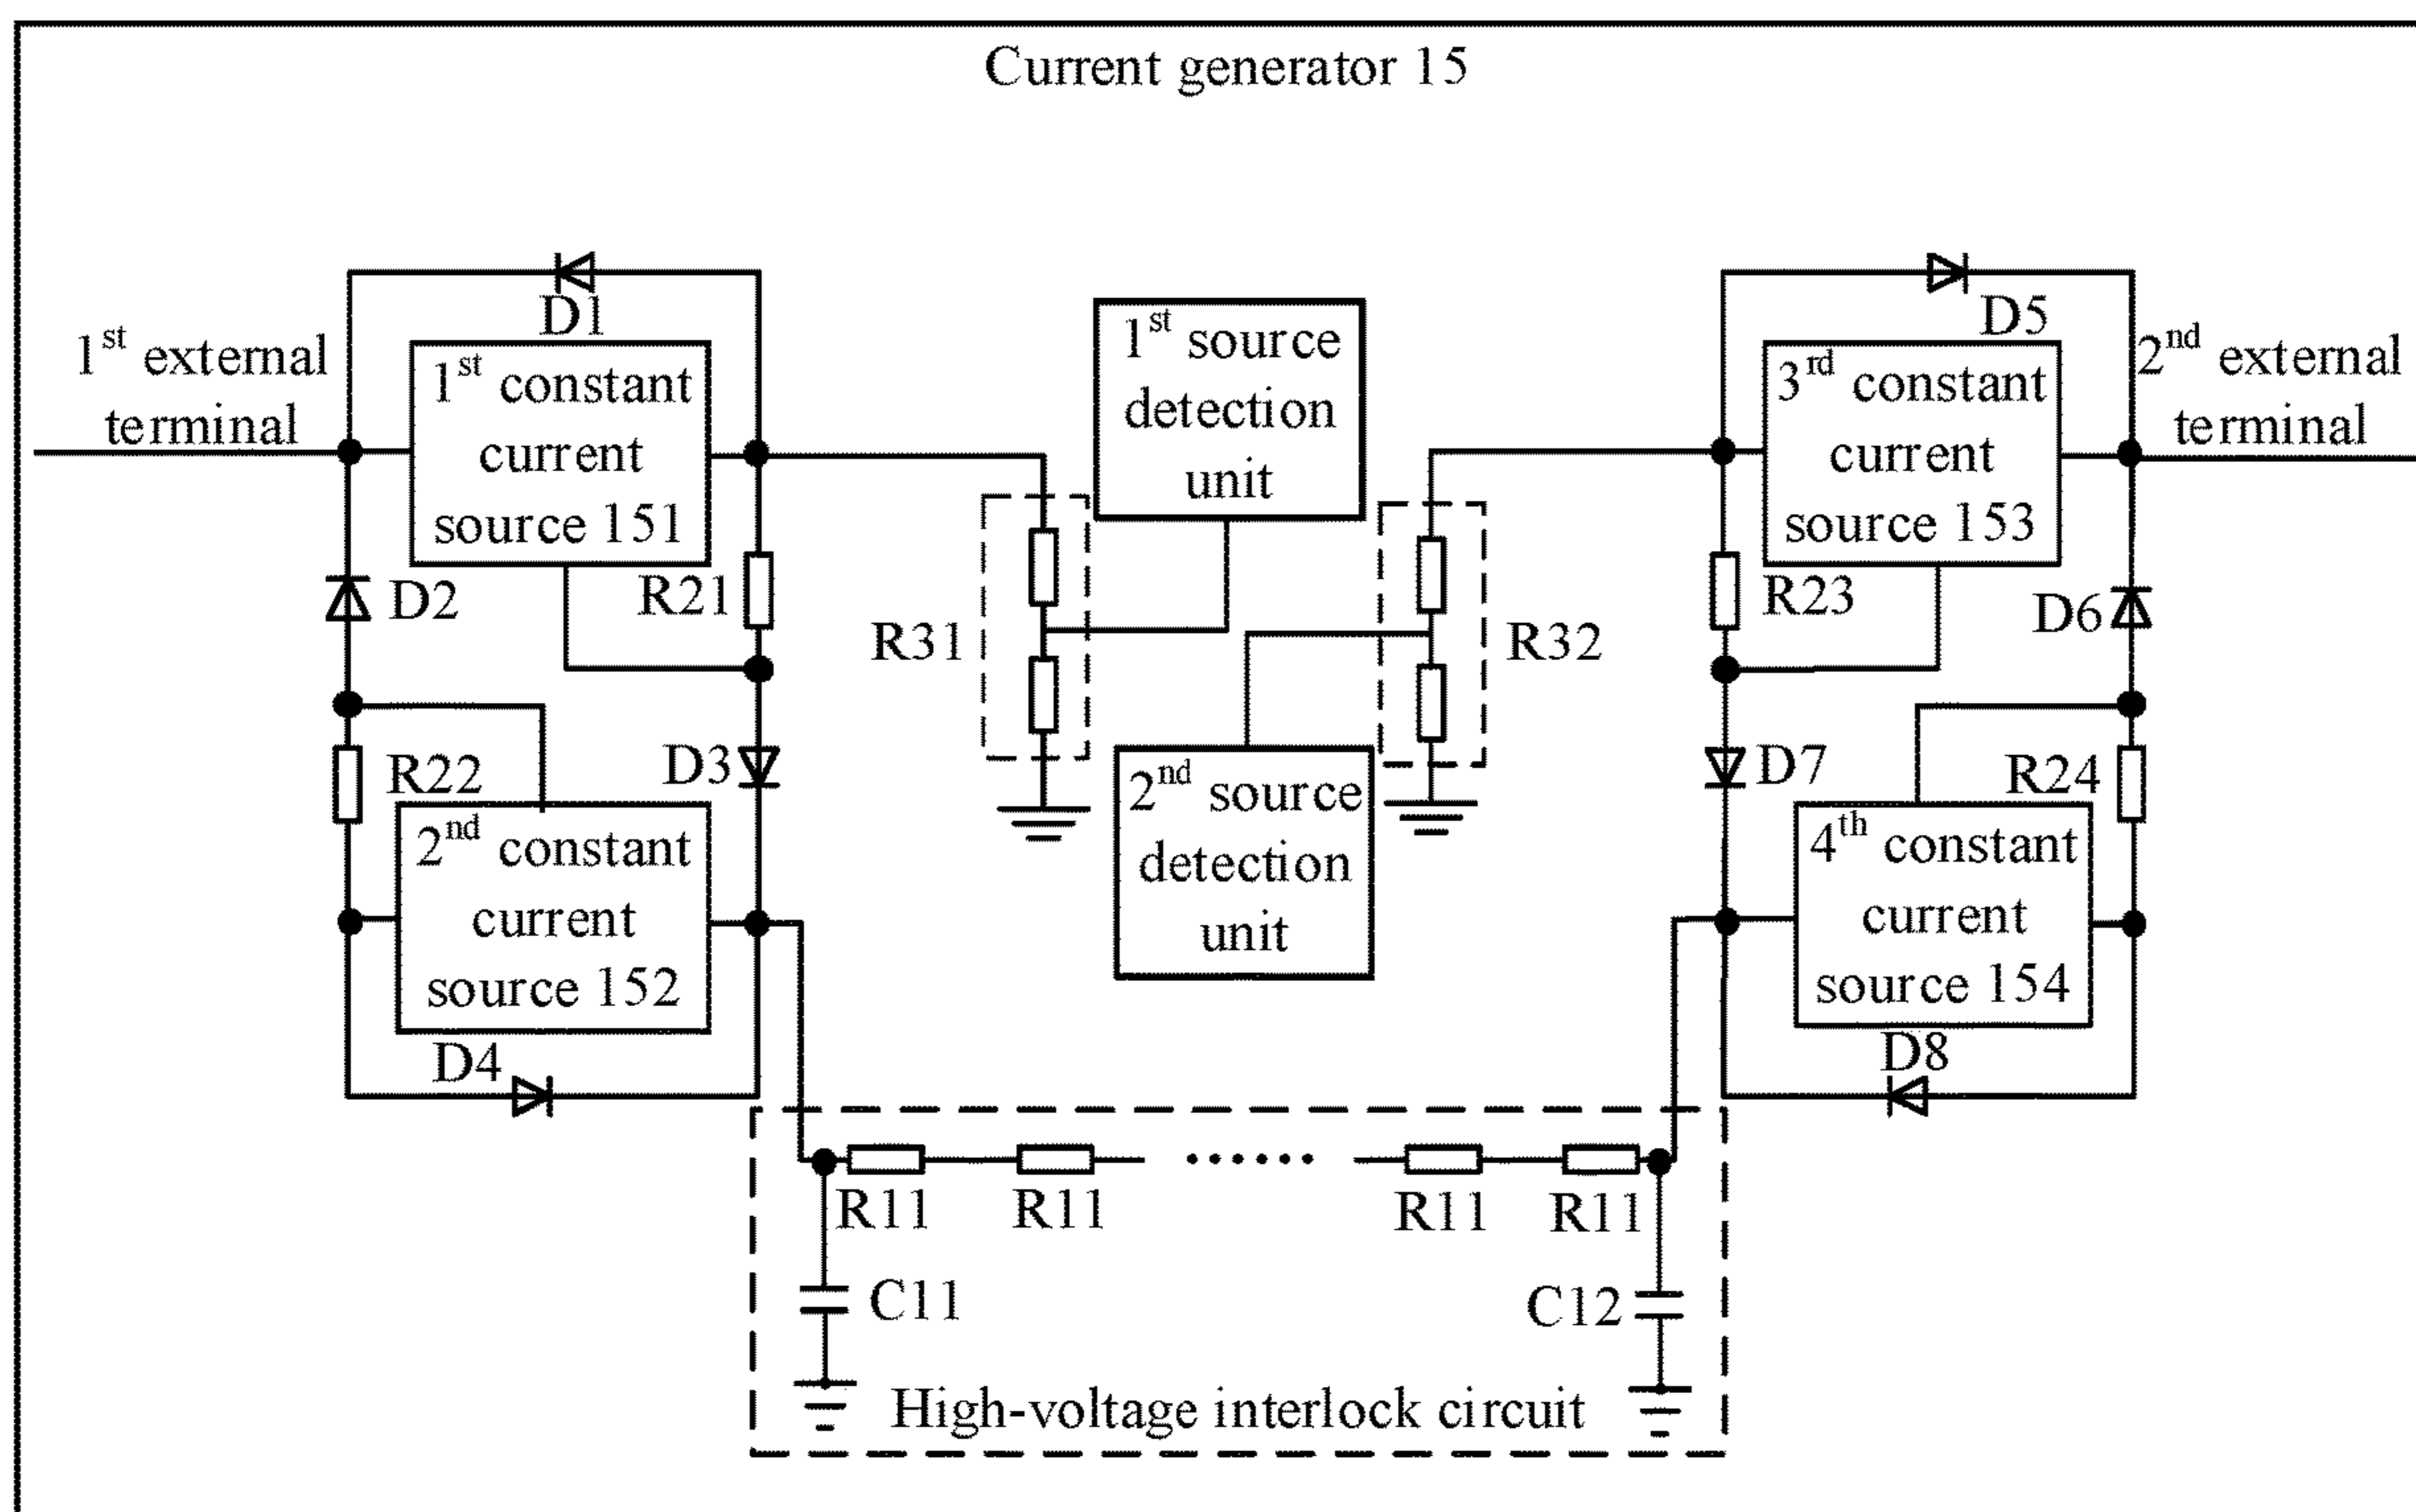 Current generator 15
1st external
terminal
D1
1st constant
current
source 151
D2
R21
R22
D3
2nd constant
current
source 152
D4
1st source
detection
unit
R31
R32
2nd source
detection
unit
D5
2nd external
terminal
3rd constant
current
source 153
R23
D6
D7
R24
4th constant
current
source 154
D8
......
R11 R11 R11 R11
C11
C12
High-voltage interlock circuit